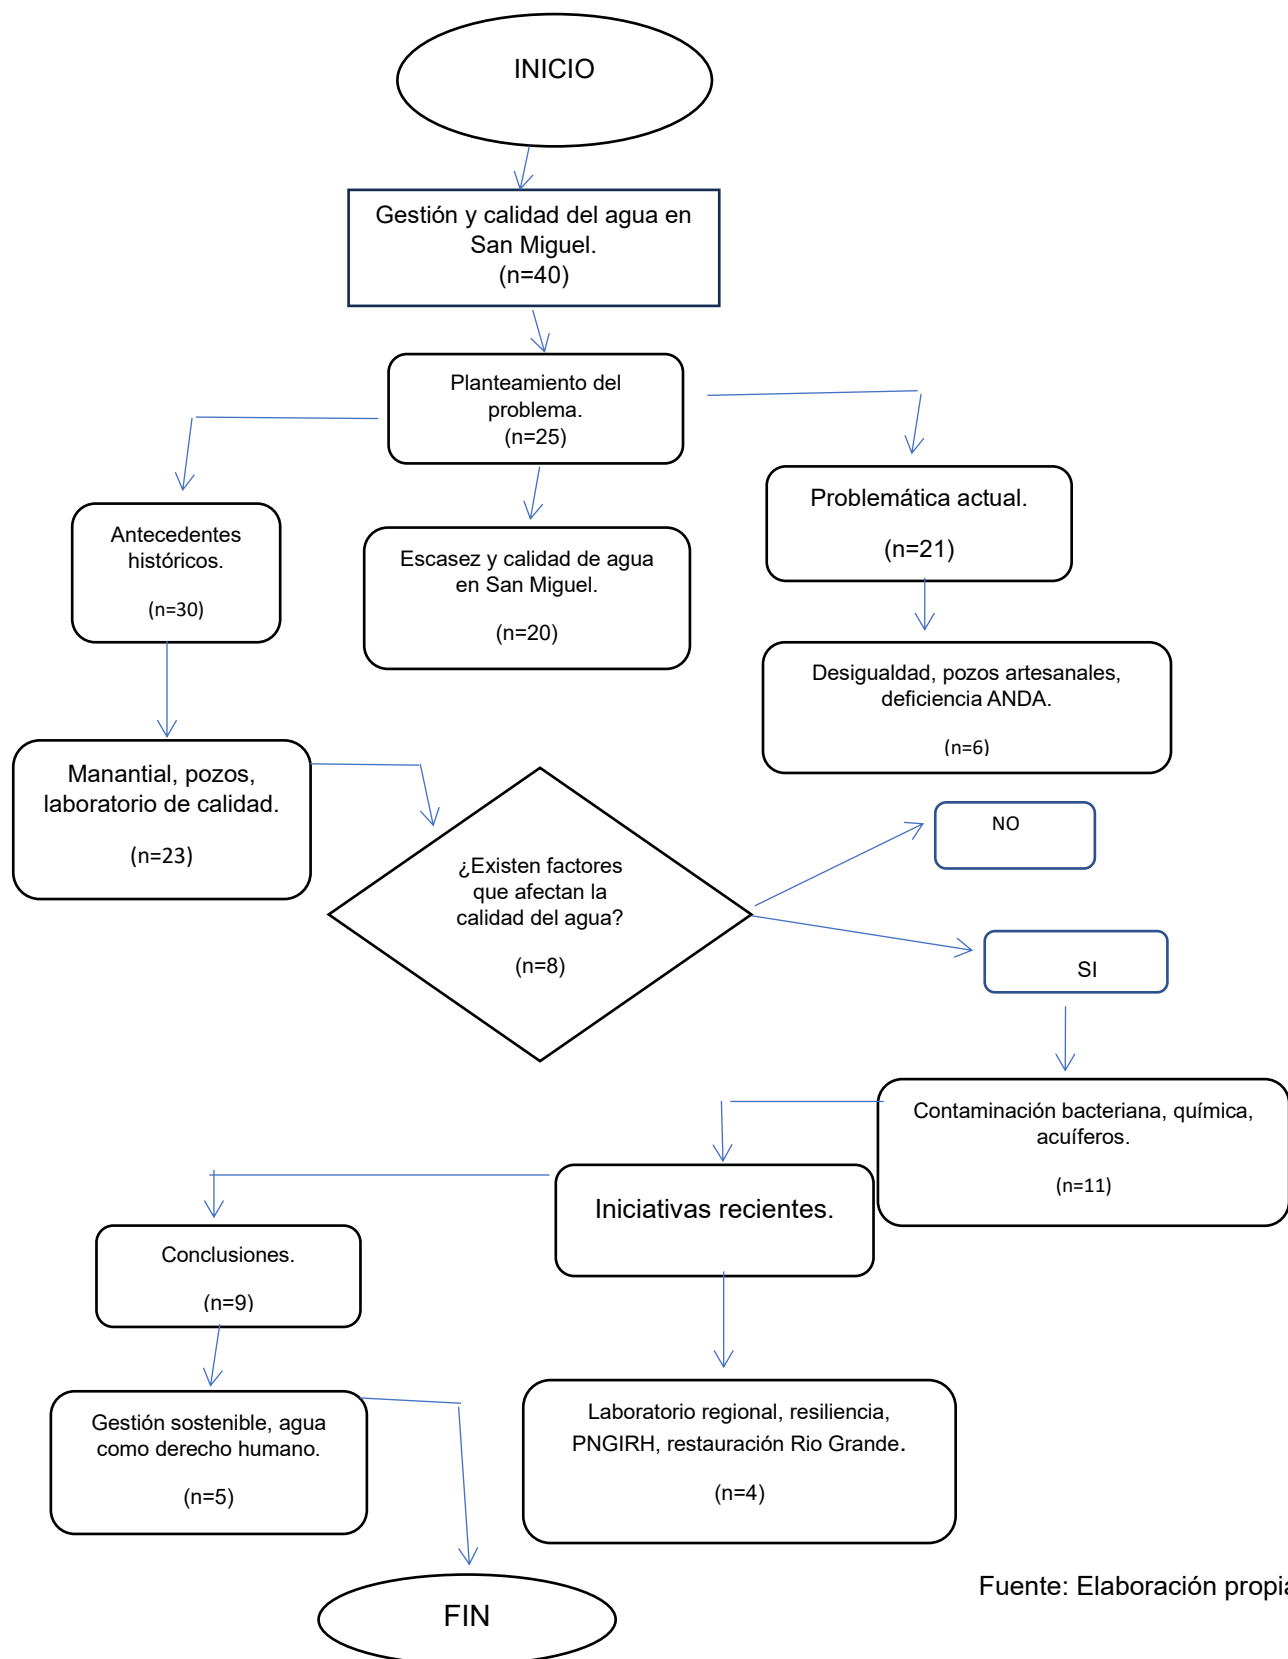 INICIO
Gestión y calidad del agua en
San Miguel.
(n=40)
Planteamiento del
problema.
(n=25)
Antecedentes
históricos.
(n=30)
Escasez y calidad de agua
en San Miguel.
(n=20)
Problemática actual.
(n=21)
Desigualdad, pozos artesanales,
deficiencia ANDA.
(n=6)
Manantial, pozos,
laboratorio de calidad.
(n=23)
¿Existen factores
que afectan la
calidad del agua?
(n=8)
NO
SI
Contaminación bacteriana, química,
acuíferos.
(n=11)
Iniciativas recientes.
Conclusiones.
(n=9)
Gestión sostenible, agua
como derecho humano.
(n=5)
Laboratorio regional, resiliencia,
PNGIRH, restauración Rio Grande.
(n=4)
Fuente: Elaboración propia
FIN